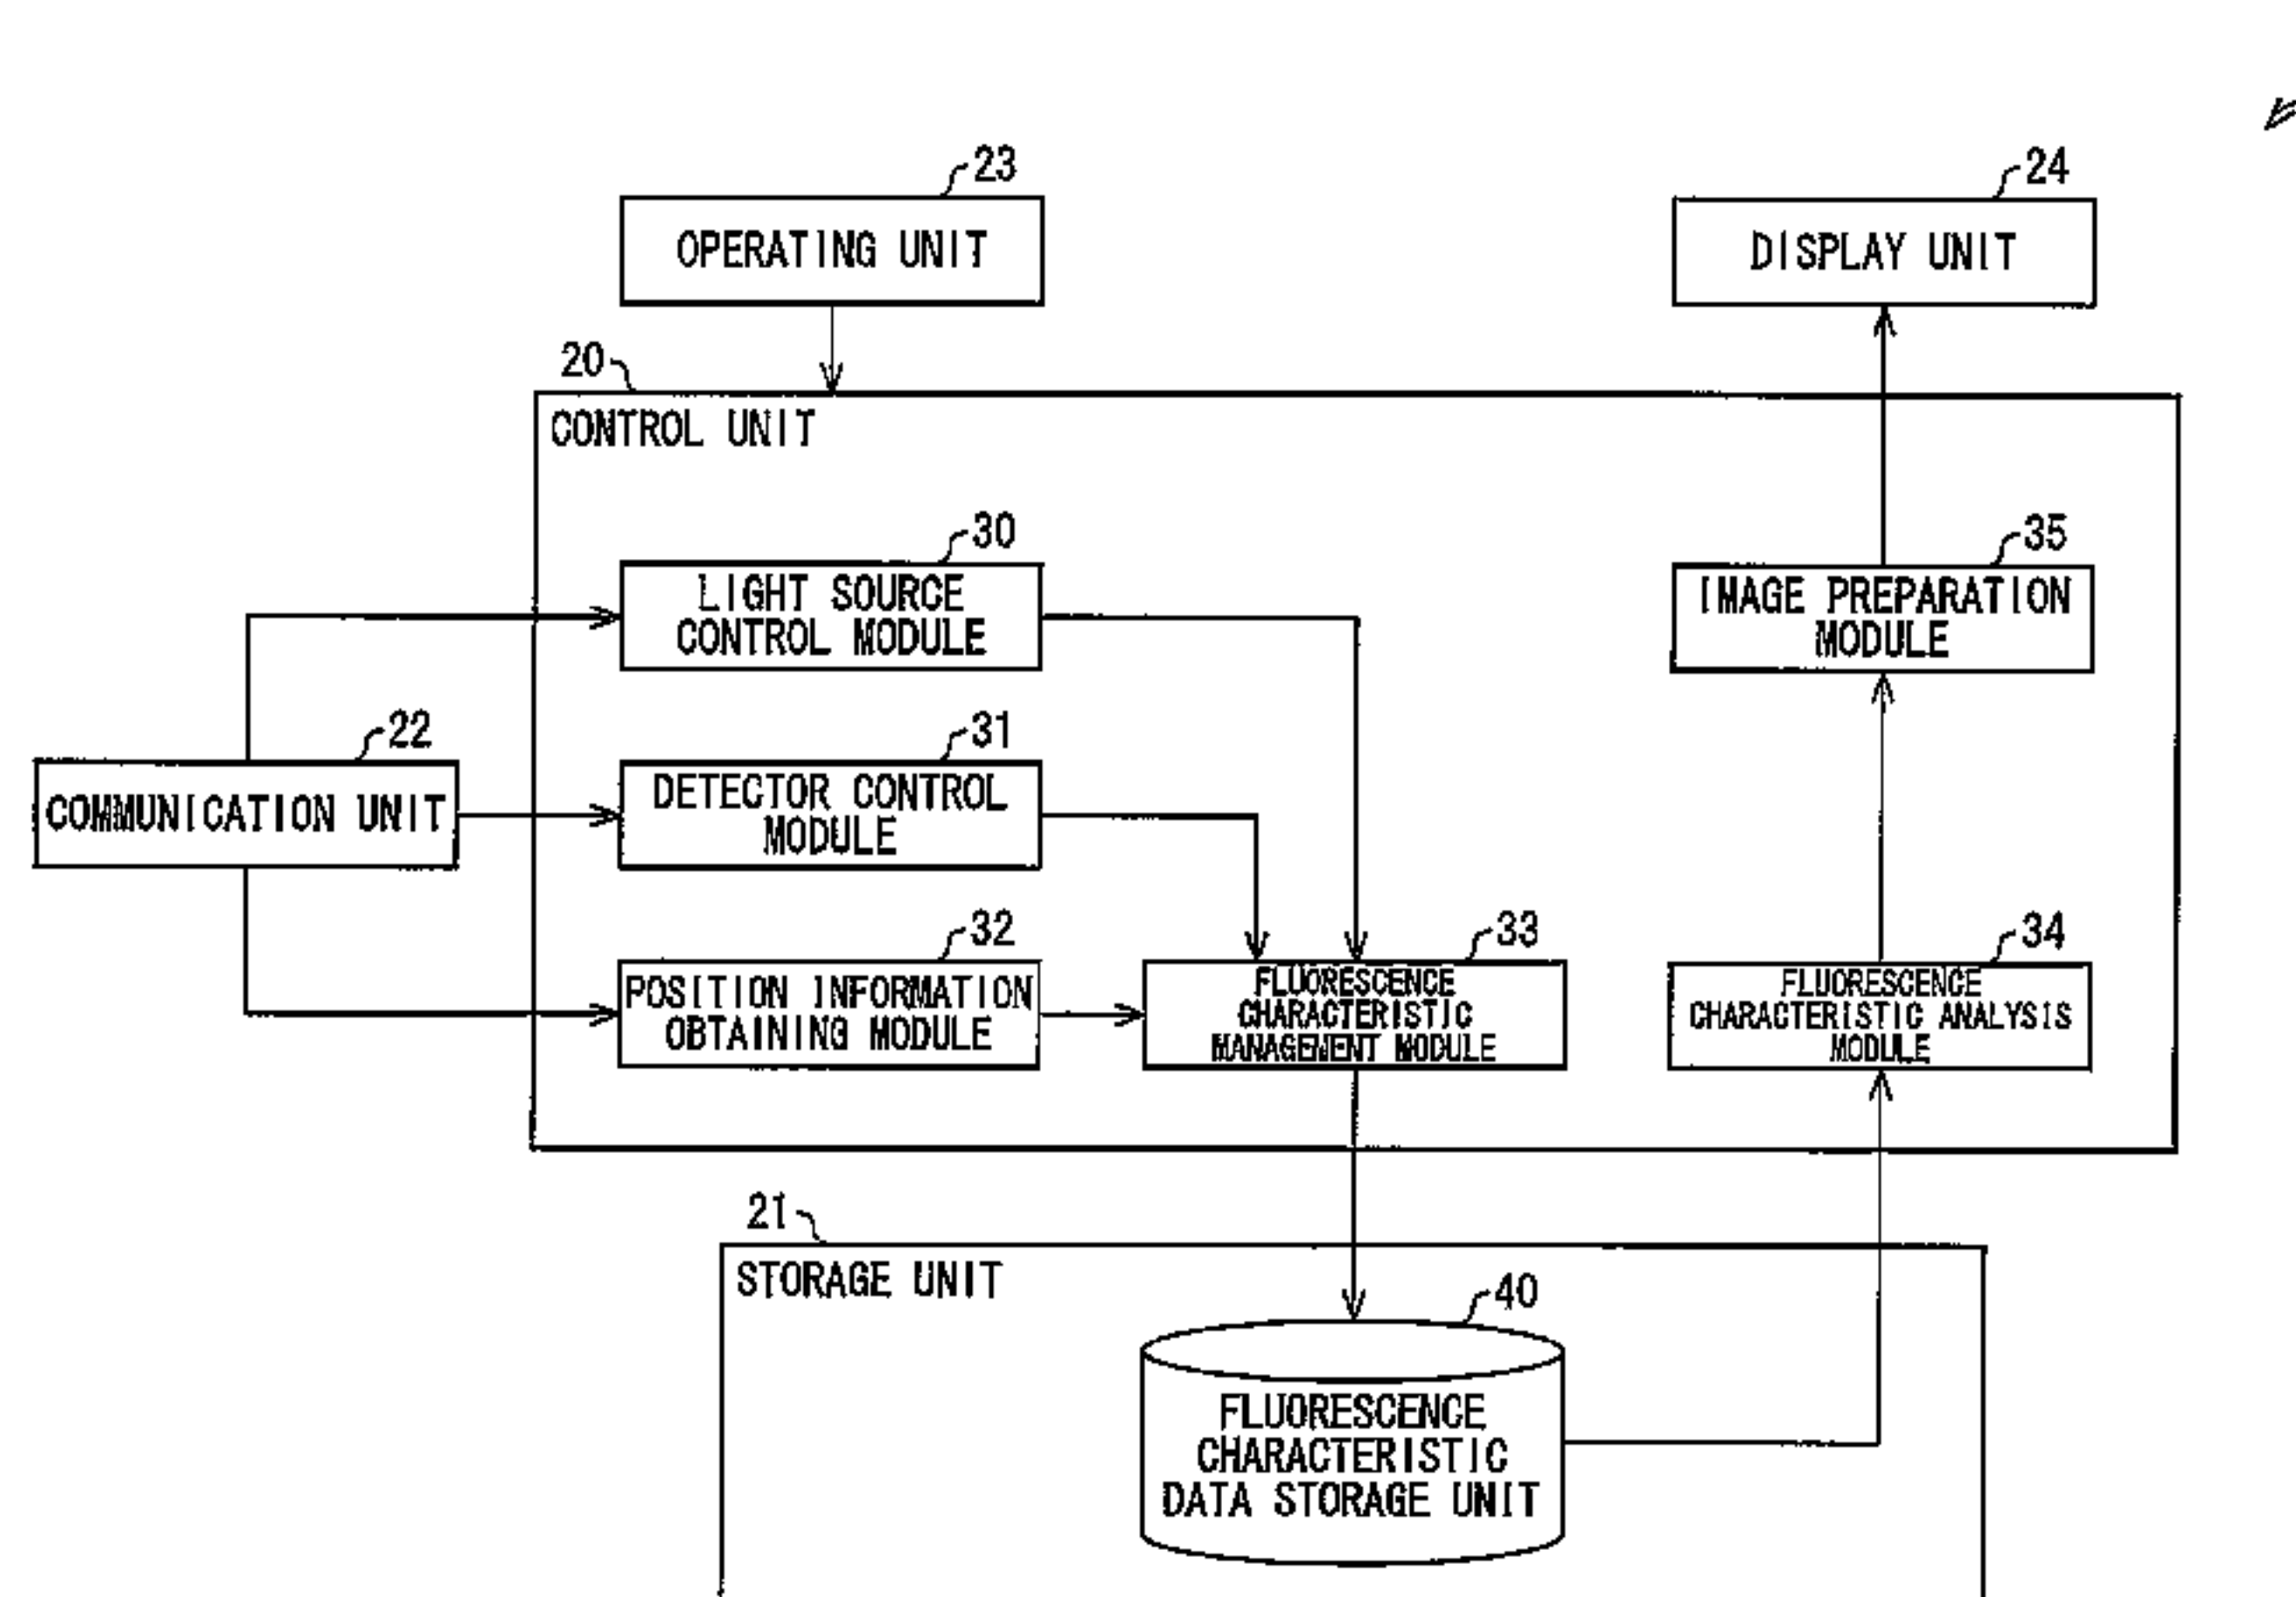 23
OPERATING UNIT
24
DISPLAY UNIT
20
CONTROL UNIT
30
LIGHT SOURCE
CONTROL MODULE
35
IMAGE PREPARATION
MODULE
22
COMMUNICATION UNIT
31
DETECTOR CONTROL
MODULE
32
POSITION INFORMATION
OBTAINING MODULE
33
FLUORESCENCE
CHARACTERISTIC
MANAGEMENT MODULE
34
FLUORESCENCE
CHARACTERISTIC ANALYSIS
MODULE
21
STORAGE UNIT
40
FLUORESCENCE
CHARACTERISTIC
DATA STORAGE UNIT